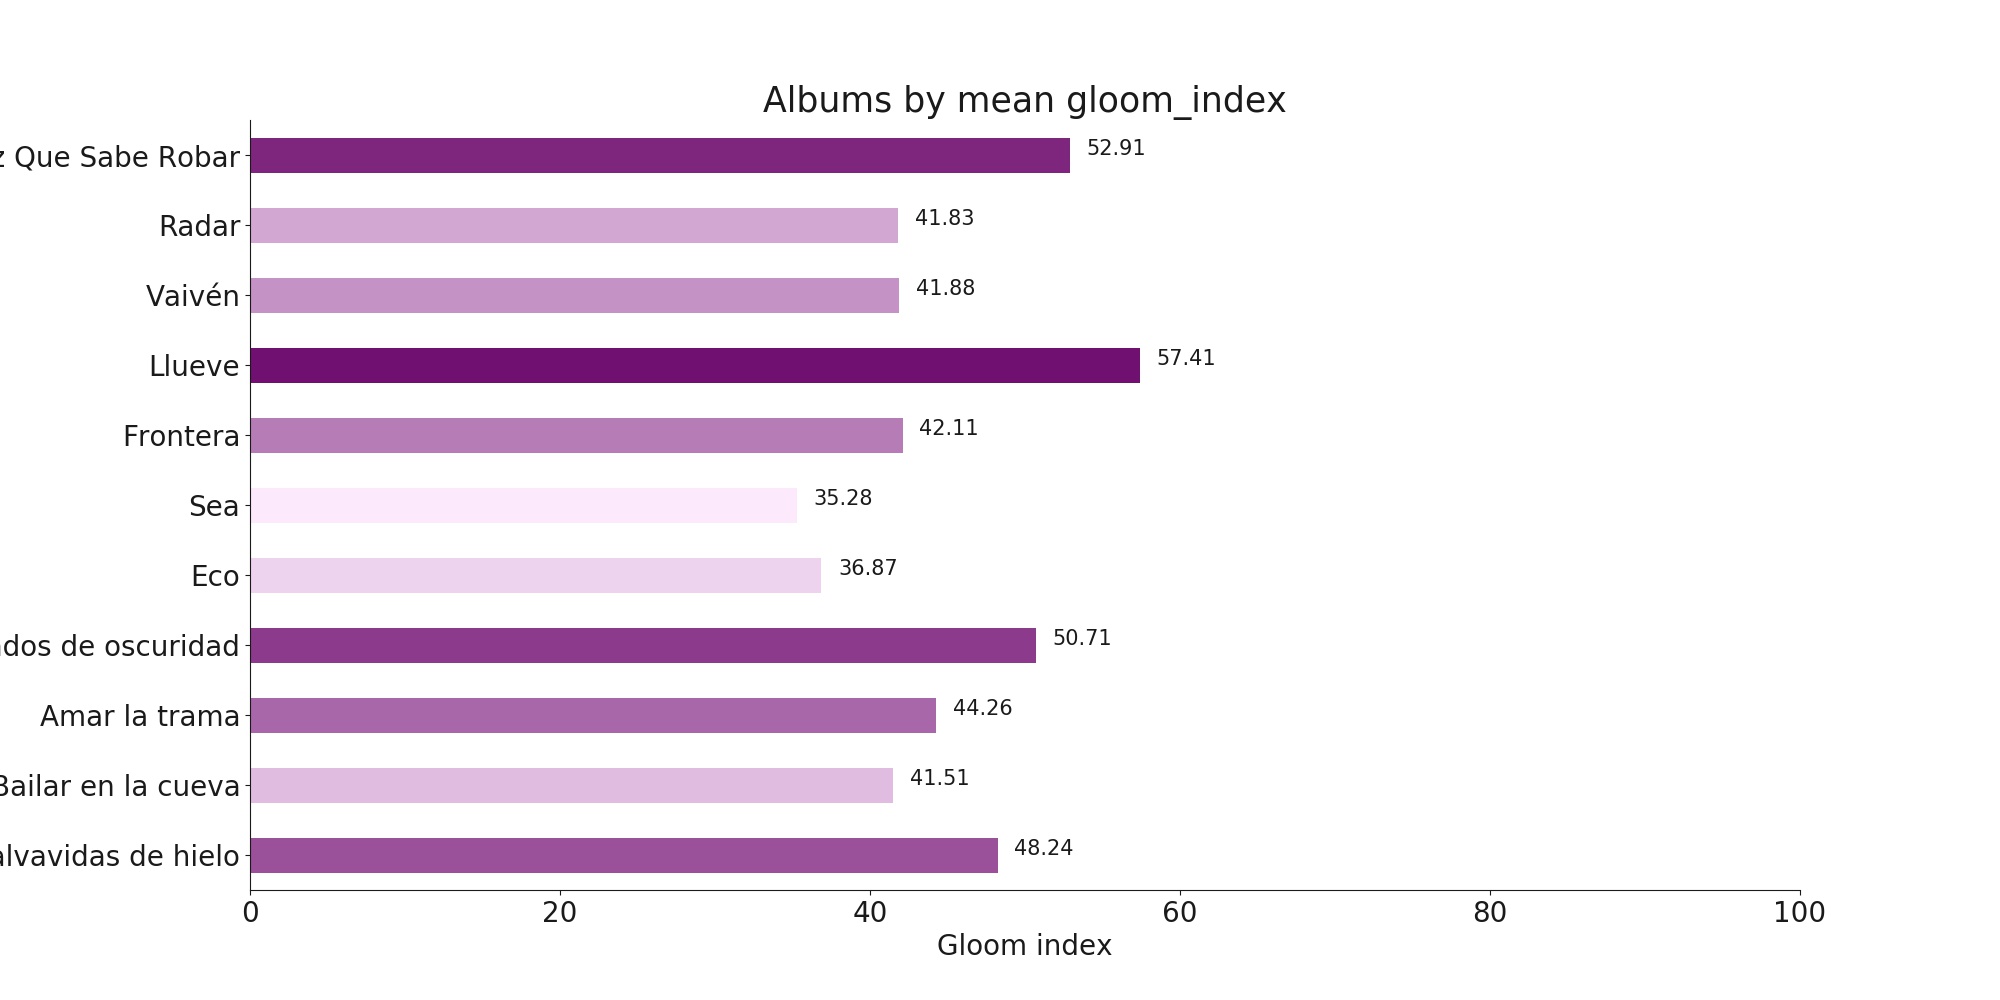 Albums by mean gloom_index
Que Sabe Robar 52.91
Radar 41.83
Vaivén 41.88
Llueve 57.41
Frontera 42.11
Sea 35.28
Eco 36.87
de oscuridad 50.71
Amar la trama 44.26
Bailar en la cueva 41.51
de hielo 48.24
0 20 40 60 80 100
Gloom index